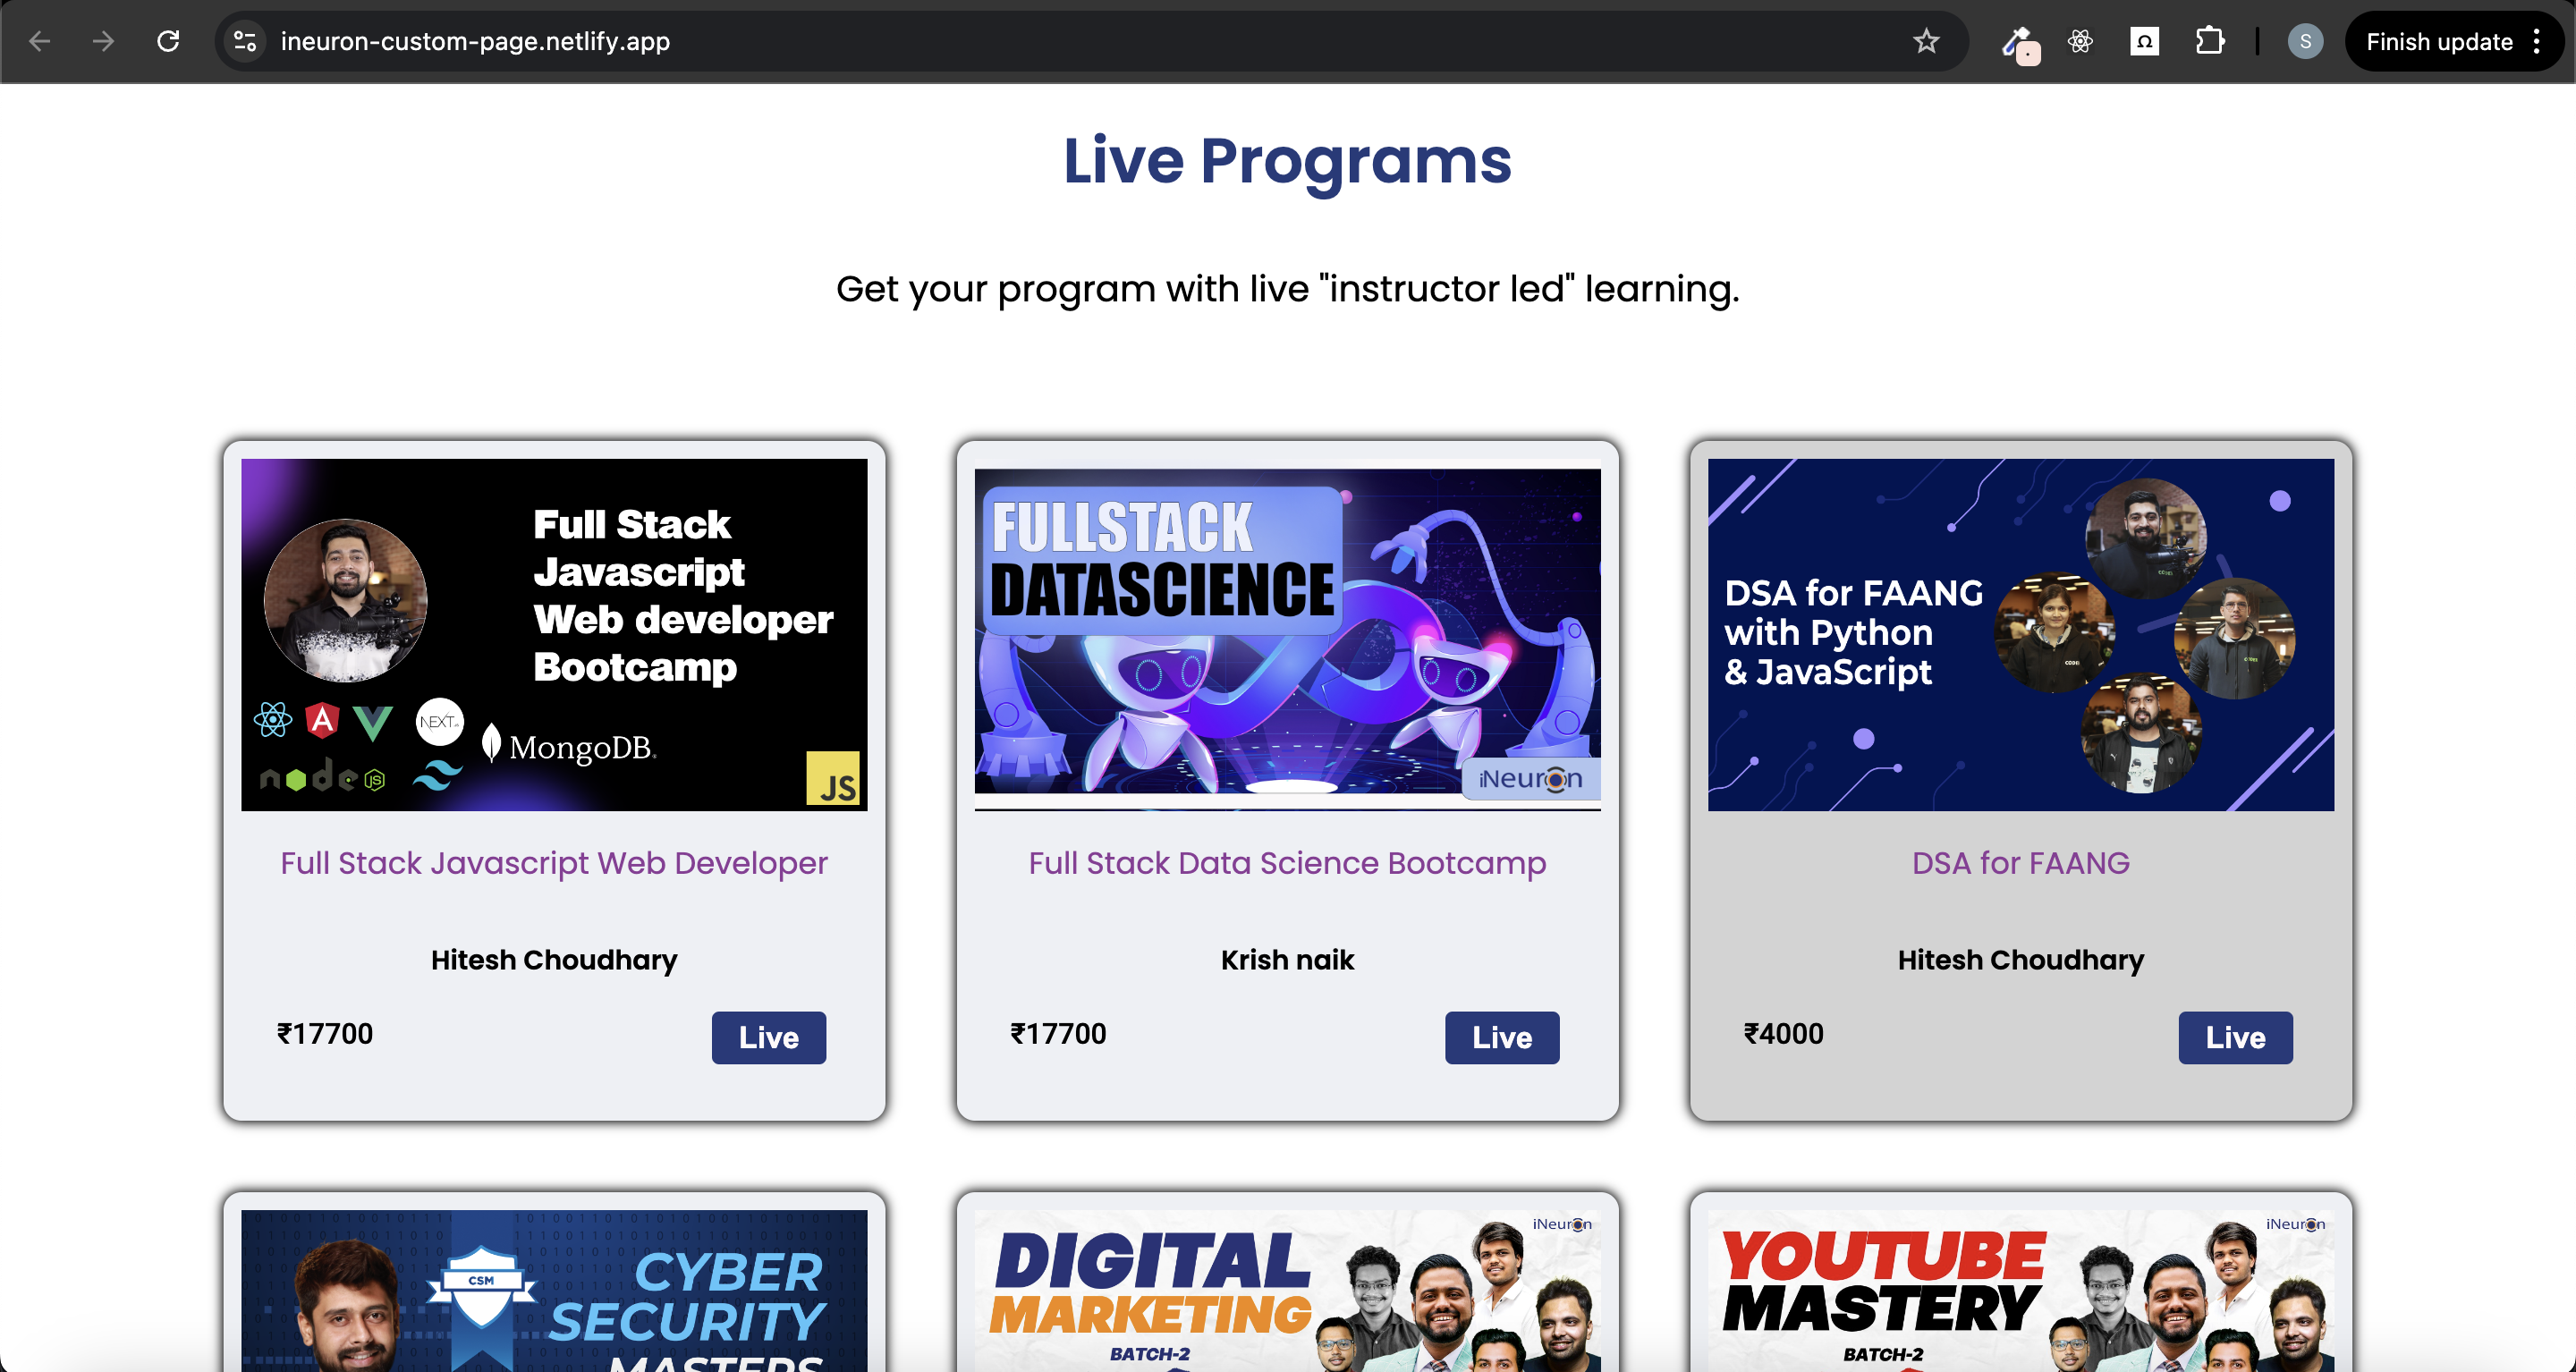 ineuron-custom-page.netlify.app
S
Finish update
Live Programs
Get your program with live "instructor led" learning.
Full Stack
Javascript
Web developer
Bootcamp
NEXT
MongoDB.
node JS
JS
Full Stack Javascript Web Developer
Hitesh Choudhary
₹17700
Live
FULLSTACK
DATASCIENCE
iNeuron
Full Stack Data Science Bootcamp
Krish naik
₹17700
Live
DSA for FAANG
with Python
& JavaScript
DSA for FAANG
Hitesh Choudhary
₹4000
Live
CSM
CYBER
SECURITY
MASTERS
iNeuron
DIGITAL
MARKETING
BATCH-2
iNeuron
YOUTUBE
MASTERY
BATCH-2